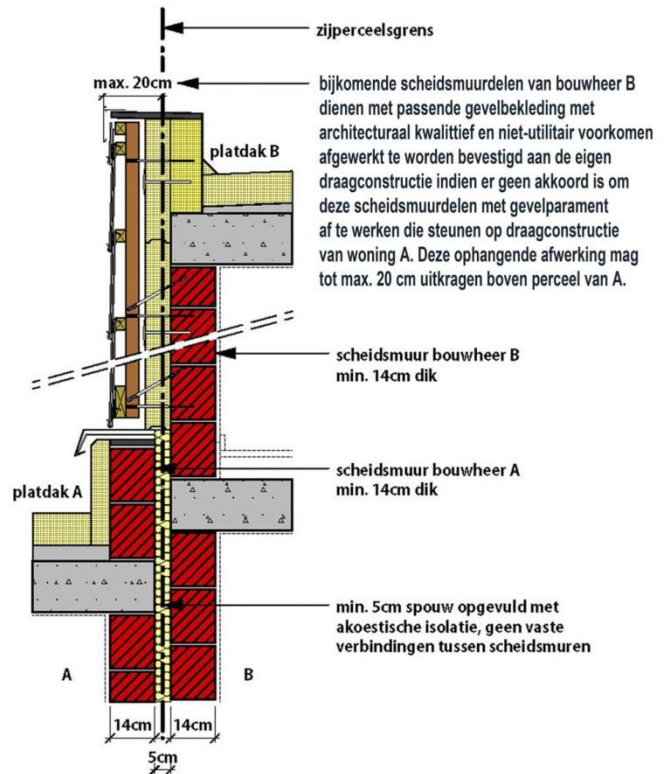 zijperceelsgrens
max. 20cm
bijkomende scheidsmuurdelen van bouwheer B
dienen met passende gevelbekleding met
architecturaal kwalittief en niet-utilitair voorkomen
afgewerkt te worden bevestigd aan de eigen
draagconstructie indien er geen akkoord is om
deze scheidsmuurdelen met gevelparament
af te werken die steunen op draagconstructie
van woning A. Deze ophangende afwerking mag
tot max. 20 cm uitkragen boven perceel van A.
platdak B
scheidsmuur bouwheer B
min. 14cm dik
scheidsmuur bouwheer A
min. 14cm dik
platdak A
min. 5cm spouw opgevuld met
akoestische isolatie, geen vaste
verbindingen tussen scheidsmuren
A
B
14cm
14cm
5cm